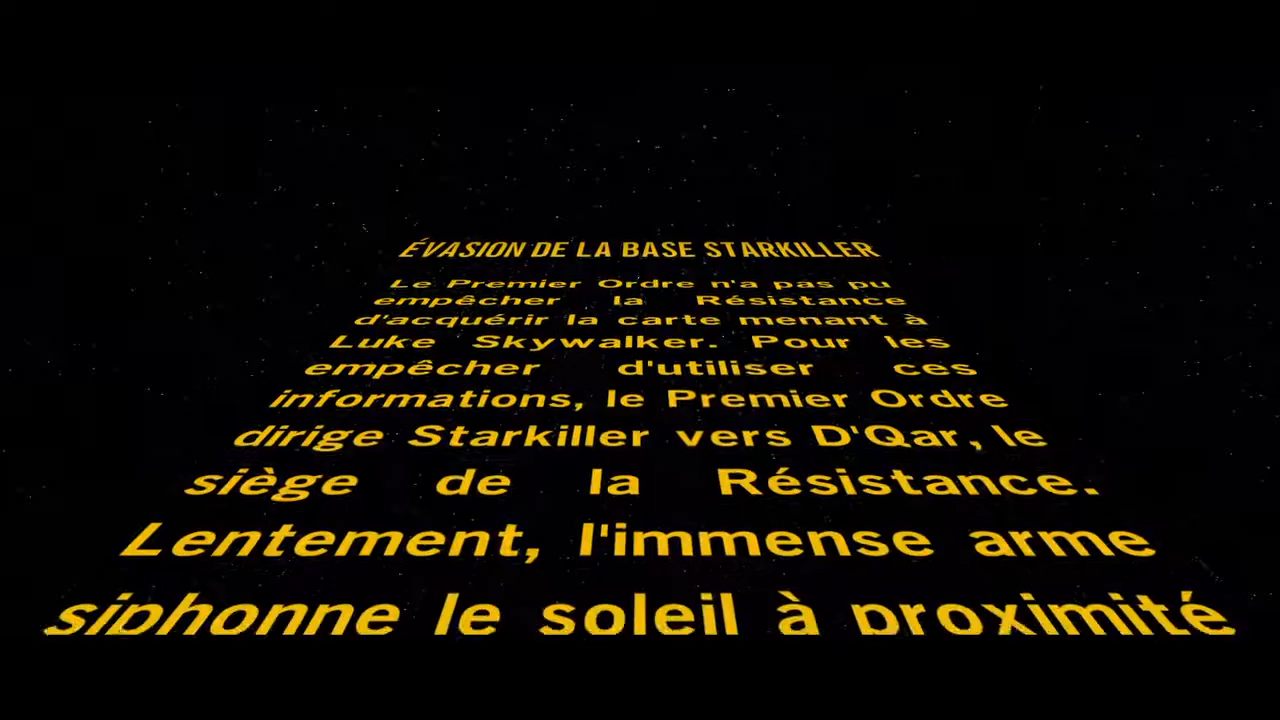 ÉVASION DE LA BASE STARKILLER
Le Premier Ordre n'a pas pu
empêcher la Résistance
d'acquérir la carte menant à
Luke Skywalker. Pour les
empêcher d'utiliser ces
informations, le Premier Ordre
dirige Starkiller vers D'Qar, le
siège de la Résistance.
Lentement, l'immense arme
siphonne le soleil à proximité